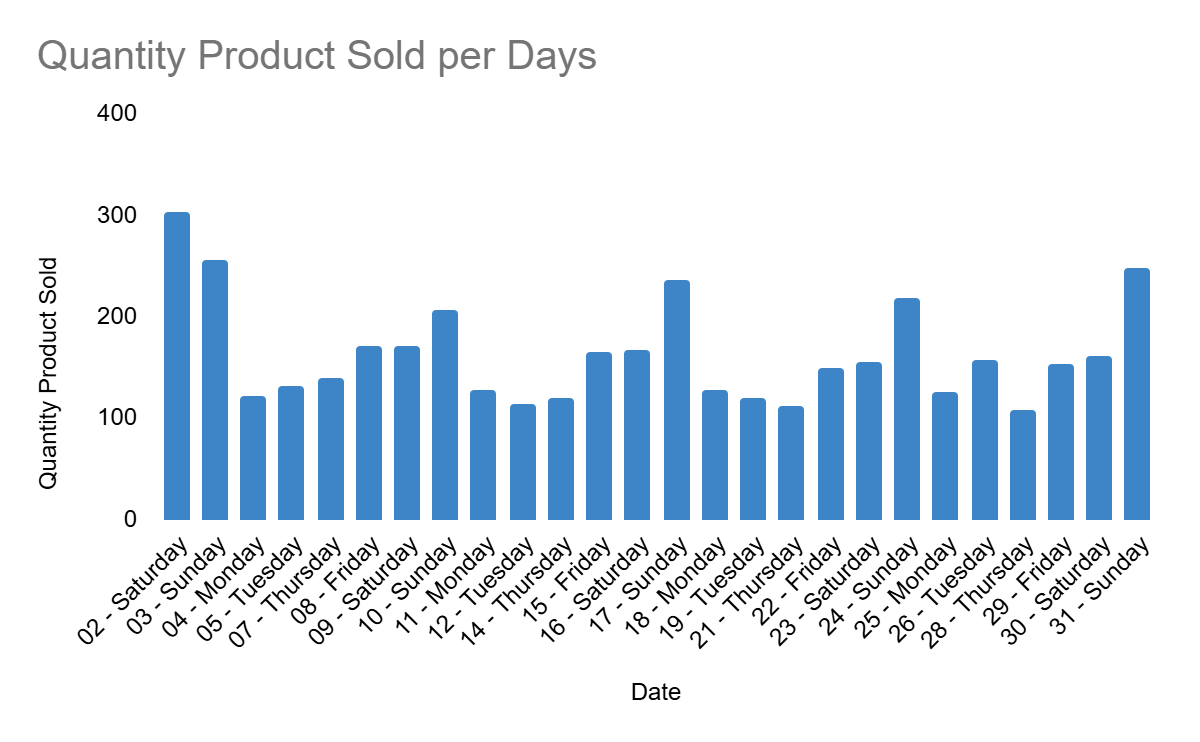 Quantity Product Sold per Days
400
300
200
100
0
Quantity Product Sold
02 - Saturday
03 - Sunday
04 - Monday
05 - Tuesday
07 - Thursday
08 - Friday
09 - Saturday
10 - Sunday
11 - Monday
12 - Tuesday
14 - Thursday
15 - Friday
16 - Saturday
17 - Sunday
18 - Monday
19 - Tuesday
21 - Thursday
22 - Friday
23 - Saturday
24 - Sunday
25 - Monday
26 - Tuesday
28 - Thursday
29 - Friday
30 - Saturday
31 - Sunday
Date